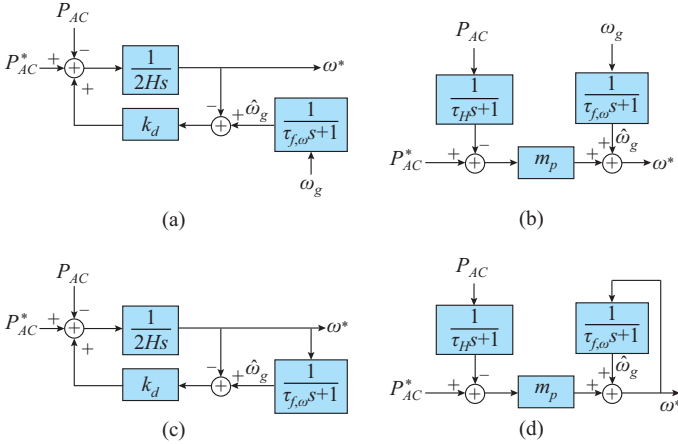 P_AC
P*_AC + − +
1
2Hs
ω*
k_d
− + ω̂_g
1
τ_f,ω s+1
ω_g
(a)
P_AC
ω_g
1
τ_H s+1
1
τ_f,ω s+1
− + ω̂_g
P*_AC + m_p + ω*
(b)
P_AC
P*_AC + − +
1
2Hs
ω*
k_d
− + ω̂_g
1
τ_f,ω s+1
(c)
P_AC
1
τ_H s+1
1
τ_f,ω s+1
− + ω̂_g
P*_AC + m_p +
ω*
(d)